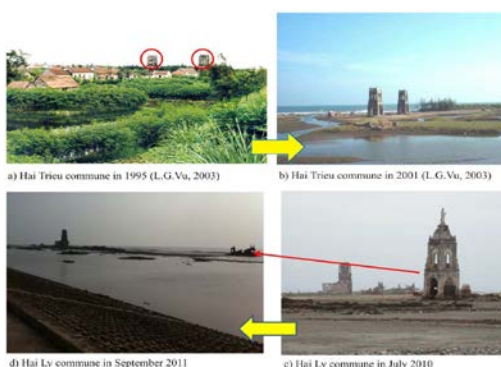 a) Hai Trieu commune in 1995 (L.G.Vu, 2003)
b) Hai Trieu commune in 2001 (L.G.Vu, 2003)
d) Hai Ly commune in September 2011
c) Hai Ly commune in July 2010